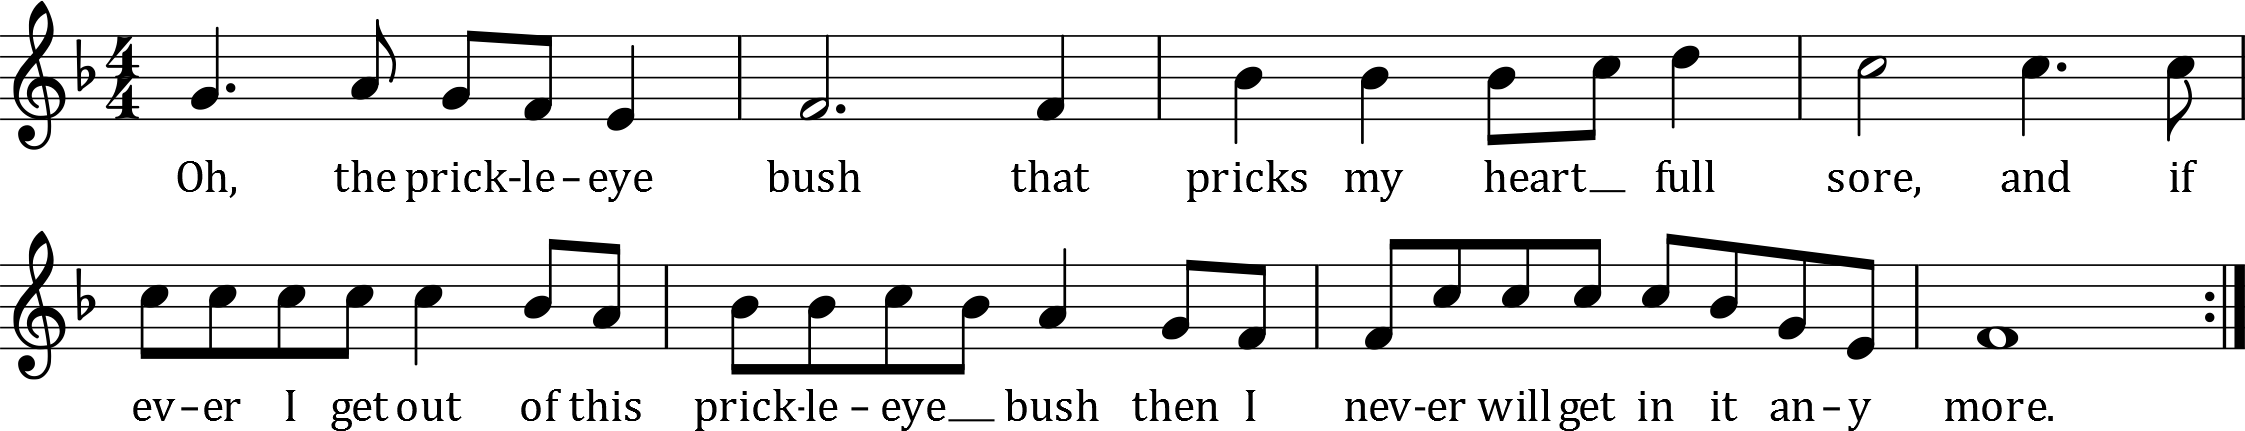 Oh, the prick-le–eye bush that pricks my heart__ full sore, and if
ev–er I get out of this prick-le – eye__ bush then I nev-er will get in it an–y more.